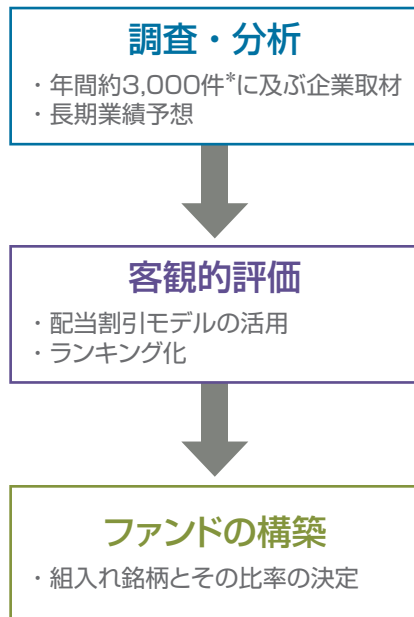 調査・分析
・年間約3,000件*に及ぶ企業取材
・長期業績予想
客観的評価
・配当割引モデルの活用
・ランキング化
ファンドの構築
・組入れ銘柄とその比率の決定